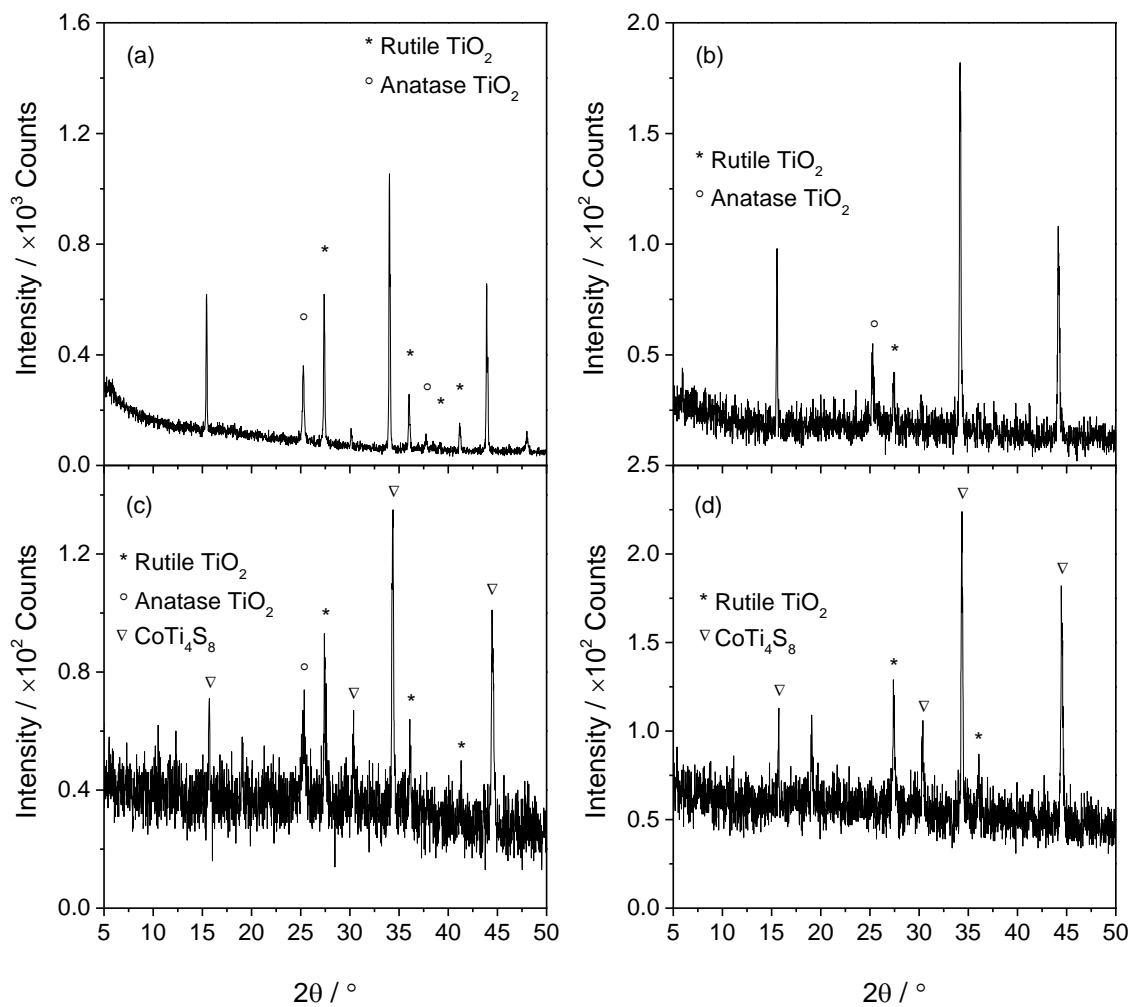 (a)
* Rutile TiO₂
○ Anatase TiO₂
Intensity / ×10³ Counts
1.6
1.2
0.8
0.4
0.0
(b)
* Rutile TiO₂
○ Anatase TiO₂
Intensity / ×10² Counts
2.0
1.5
1.0
0.5
(c)
* Rutile TiO₂
○ Anatase TiO₂
▽ CoTi₄S₈
Intensity / ×10² Counts
1.2
0.8
0.4
0.0
5 10 15 20 25 30 35 40 45 50
2θ / °
(d)
* Rutile TiO₂
▽ CoTi₄S₈
Intensity / ×10² Counts
2.5
2.0
1.5
1.0
0.5
0.0
5 10 15 20 25 30 35 40 45 50
2θ / °